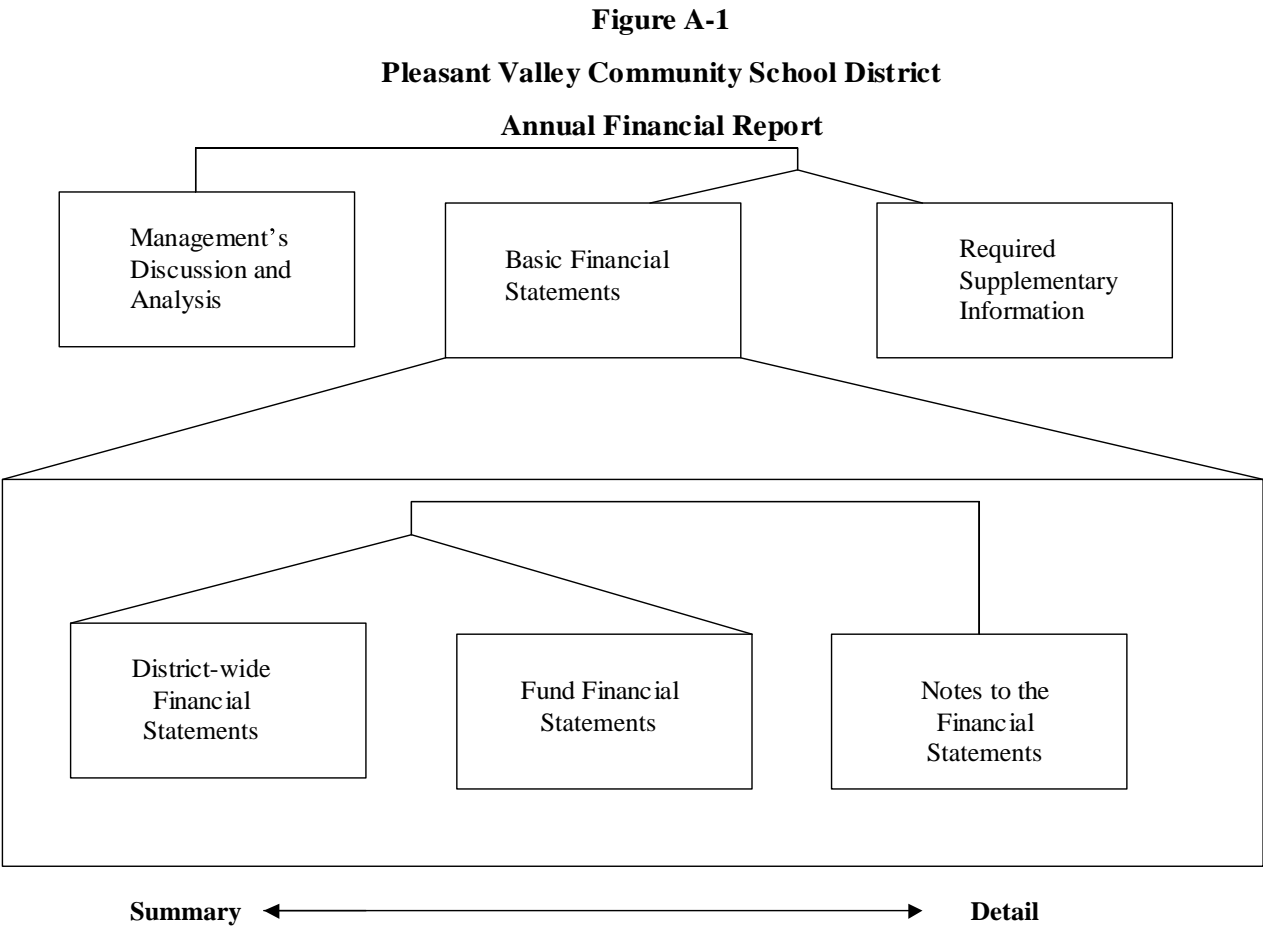 Figure A-1
Pleasant Valley Community School District
Annual Financial Report
Management’s
Discussion and
Analysis
Basic Financial
Statements
Required
Supplementary
Information
District-wide
Financial
Statements
Fund Financial
Statements
Notes to the
Financial
Statements
Summary
Detail